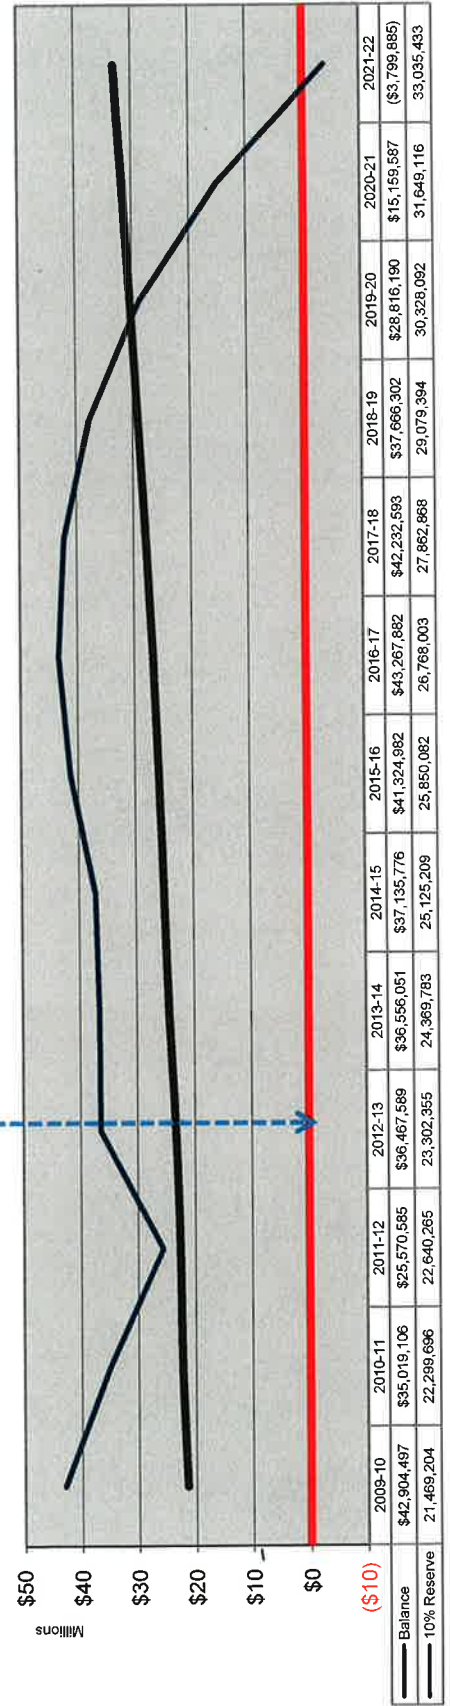 Millions
$50
$40
$30
$20
$10
$0
($10)
2009-10 2010-11 2011-12 2012-13 2013-14 2014-15 2015-16 2016-17 2017-18 2018-19 2019-20 2020-21 2021-22
Balance $42,904,497 $35,019,106 $25,570,585 $36,467,589 $36,556,051 $37,135,776 $41,324,982 $43,267,882 $42,232,593 $37,666,302 $28,816,190 $15,159,587 ($3,799,885)
10% Reserve 21,469,204 22,299,696 22,640,265 23,302,355 24,369,783 25,125,209 25,850,082 26,768,003 27,862,868 29,079,394 30,328,092 31,649,116 33,035,433